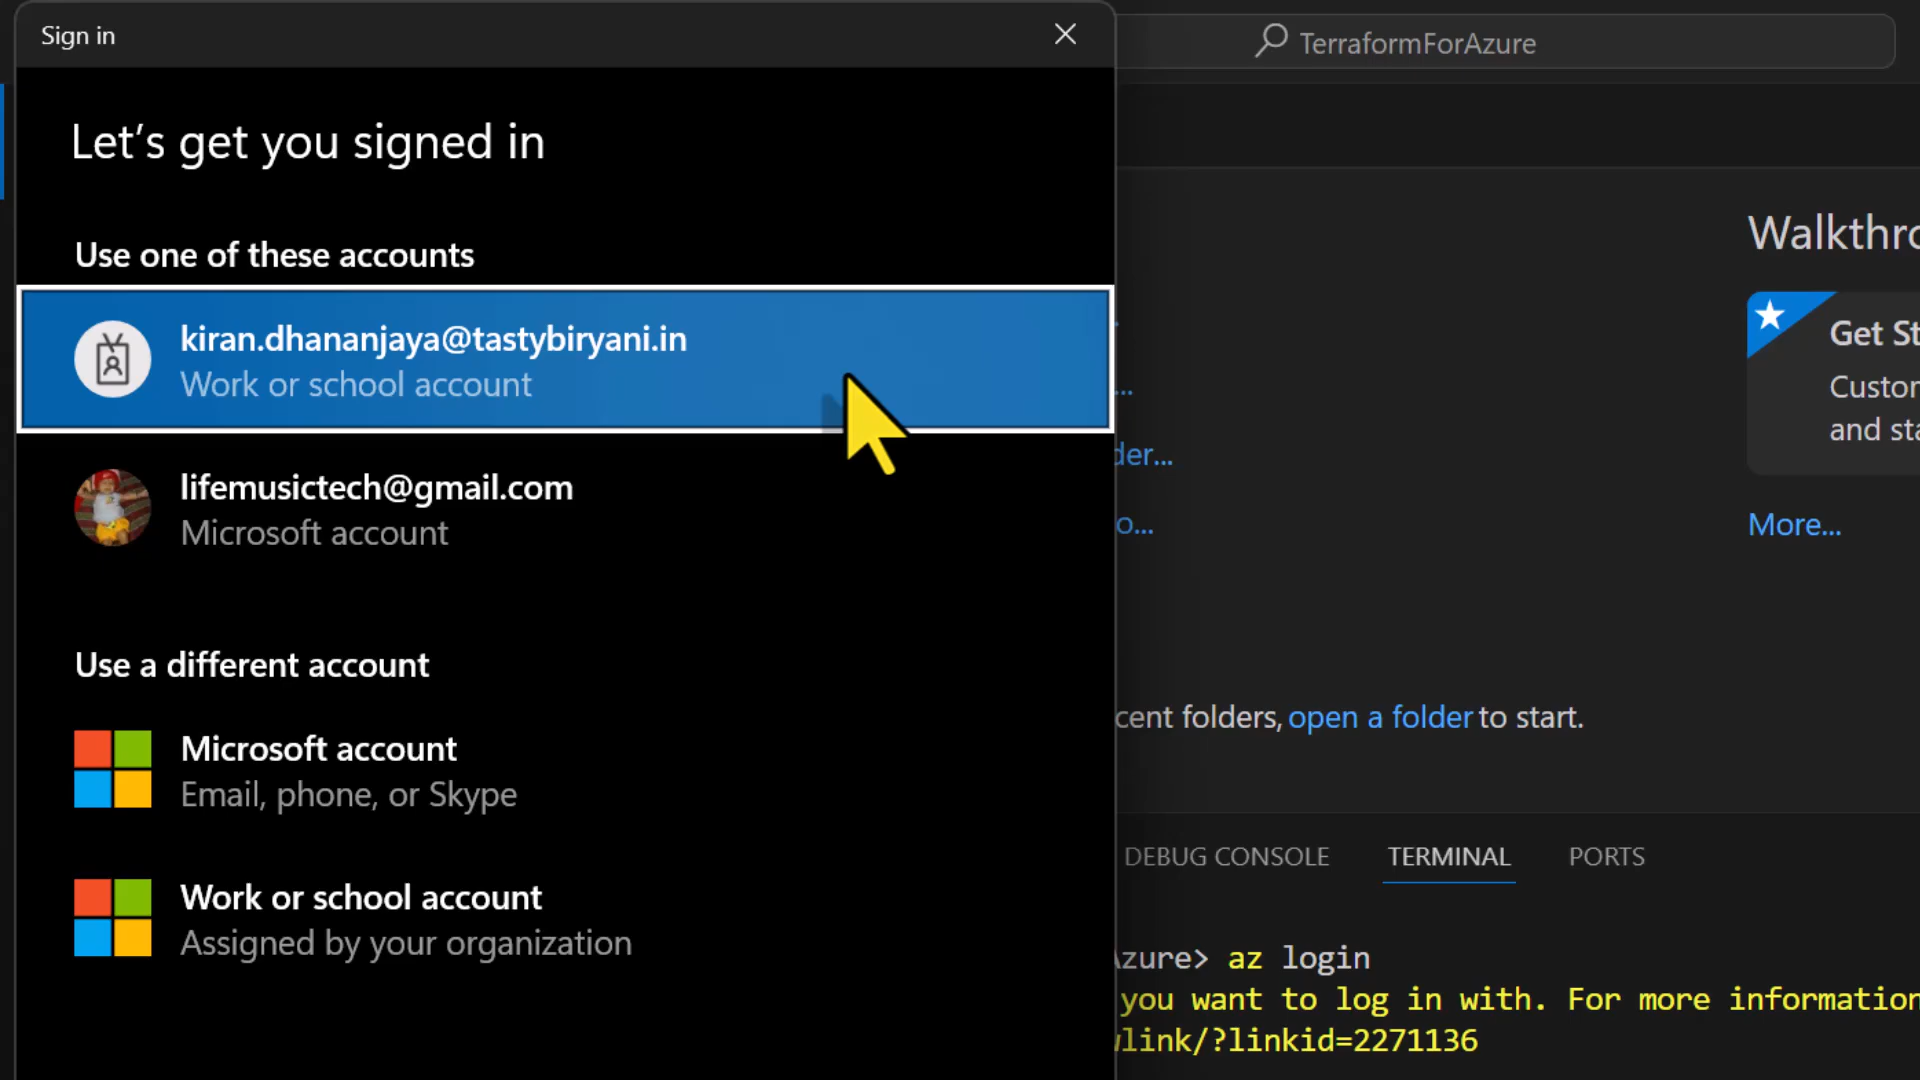 Sign in
Let's get you signed in
Use one of these accounts
kiran.dhananjaya@tastybiryani.in
Work or school account
lifemusictech@gmail.com
Microsoft account
Use a different account
Microsoft account
Email, phone, or Skype
Work or school account
Assigned by your organization
TerraformForAzure
Walkthro
Get St
Custor
and sta
...
der...
o...
More...
cent folders, open a folder to start.
DEBUG CONSOLE
TERMINAL
PORTS
Azure> az login
you want to log in with. For more information
link/?linkid=2271136